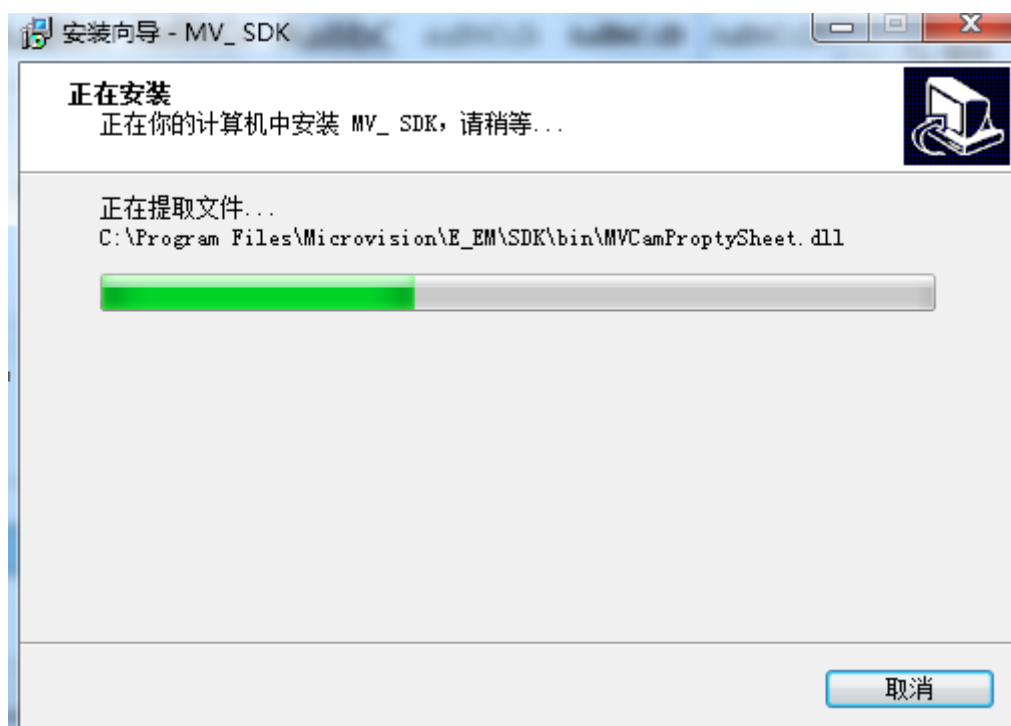 安装向导 - MV_ SDK
正在安装
正在你的计算机中安装 MV_ SDK，请稍等...
正在提取文件...
C:\Program Files\Microvision\E_EM\SDK\bin\MVCamProptySheet.dll
取消